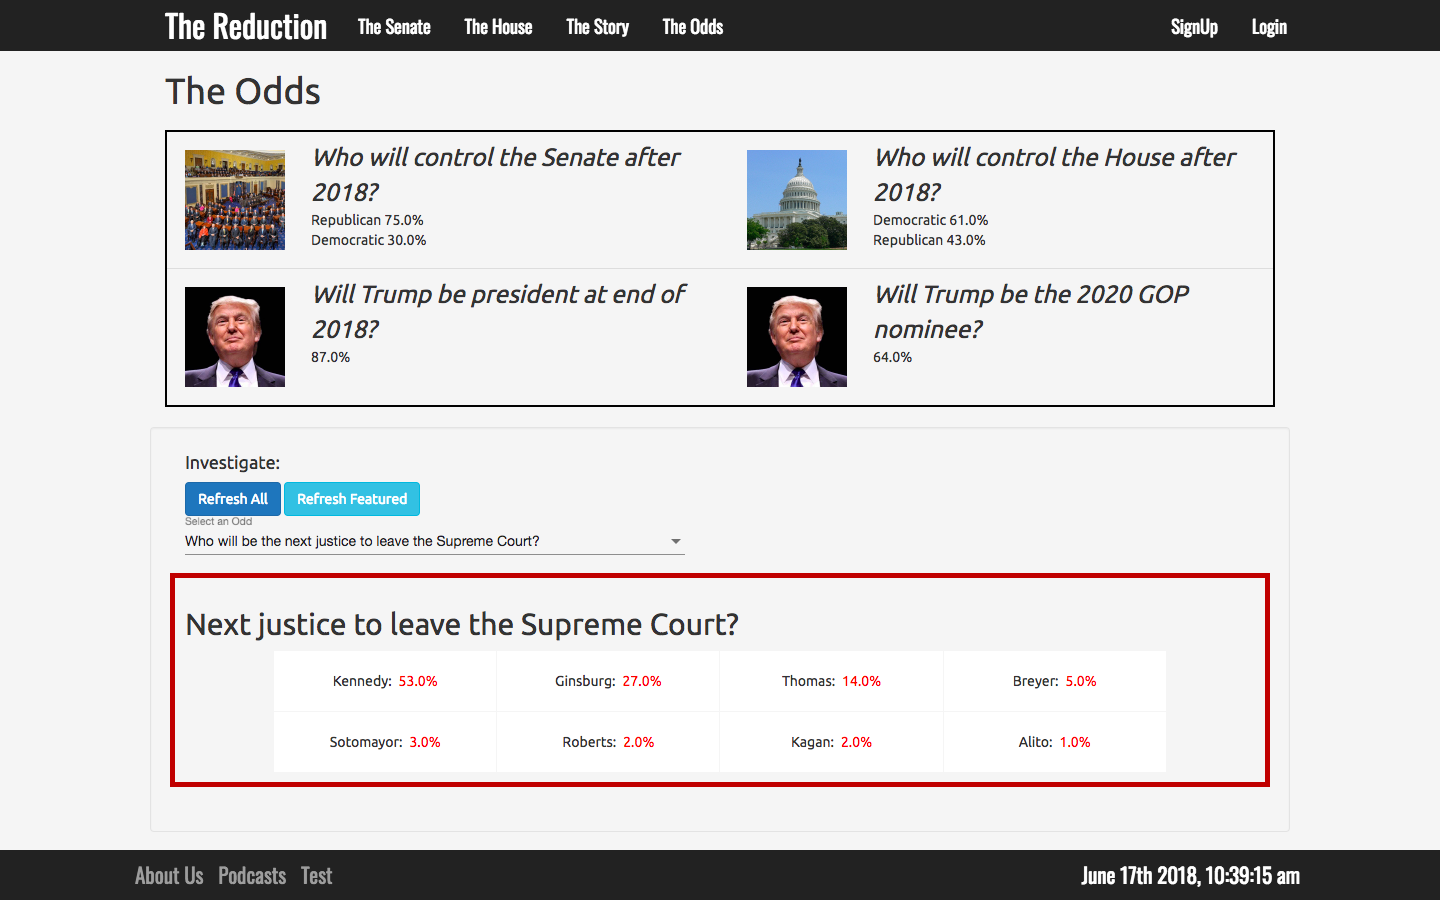 The Reduction
The Senate
The House
The Story
The Odds
SignUp
Login
The Odds
Who will control the Senate after
2018?
Republican 75.0%
Democratic 30.0%
Who will control the House after
2018?
Democratic 61.0%
Republican 43.0%
Will Trump be president at end of
2018?
87.0%
Will Trump be the 2020 GOP
nominee?
64.0%
Investigate:
Refresh All
Refresh Featured
Select an Odd
Who will be the next justice to leave the Supreme Court?
Next justice to leave the Supreme Court?
Kennedy: 53.0%
Ginsburg: 27.0%
Thomas: 14.0%
Breyer: 5.0%
Sotomayor: 3.0%
Roberts: 2.0%
Kagan: 2.0%
Alito: 1.0%
About Us
Podcasts
Test
June 17th 2018, 10:39:15 am